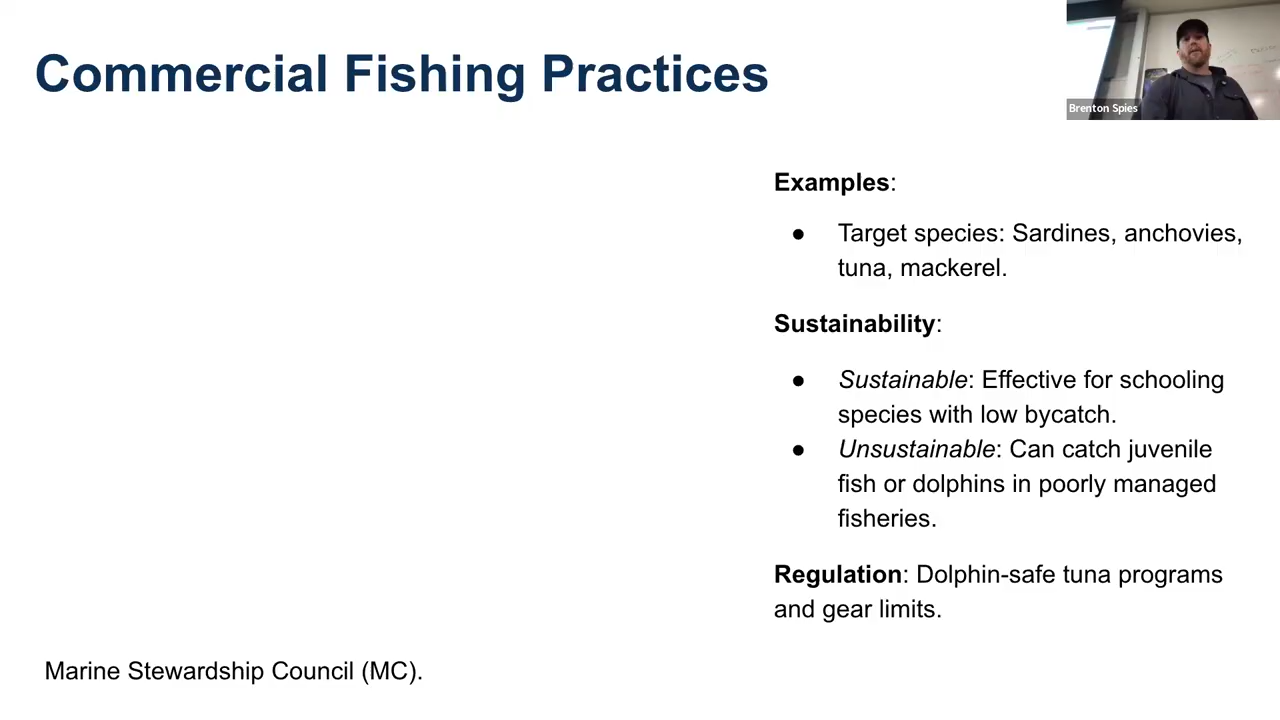 Commercial Fishing Practices
Brenton Spies
Examples:
● Target species: Sardines, anchovies,
tuna, mackerel.
Sustainability:
● Sustainable: Effective for schooling
species with low bycatch.
● Unsustainable: Can catch juvenile
fish or dolphins in poorly managed
fisheries.
Regulation: Dolphin-safe tuna programs
and gear limits.
Marine Stewardship Council (MC).